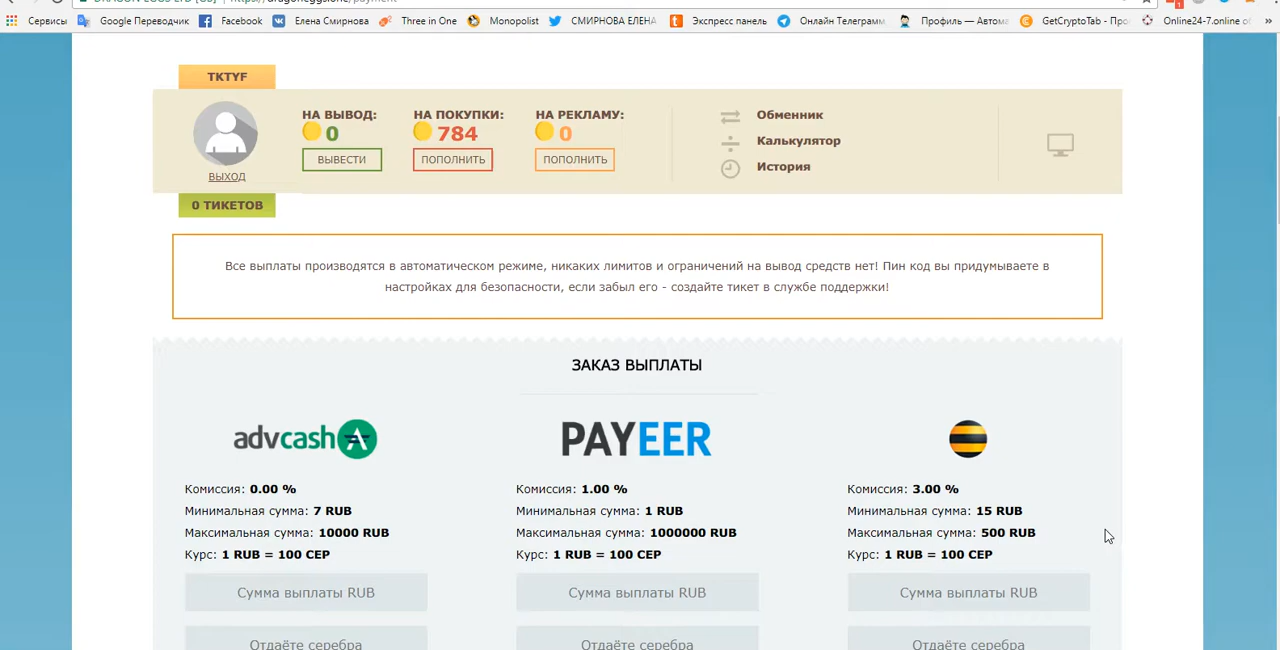 Сервисы Google Переводчик Facebook Елена Смирнова Three in One Monopolist СМИРНОВА ЕЛЕНА Экспресс панель Онлайн Телеграмм Профиль — Автома GetCryptoTab - Про Online24-7.online »
TKTYF
НА ВЫВОД: НА ПОКУПКИ: НА РЕКЛАМУ:
0 784 0
ВЫВЕСТИ ПОПОЛНИТЬ ПОПОЛНИТЬ
ВЫХОД
Обменник
Калькулятор
История
0 ТИКЕТОВ
Все выплаты производятся в автоматическом режиме, никаких лимитов и ограничений на вывод средств нет! Пин код вы придумываете в
настройках для безопасности, если забыл его - создайте тикет в службе поддержки!
ЗАКАЗ ВЫПЛАТЫ
advcash PAYEER
Комиссия: 0.00 % Комиссия: 1.00 % Комиссия: 3.00 %
Минимальная сумма: 7 RUB Минимальная сумма: 1 RUB Минимальная сумма: 15 RUB
Максимальная сумма: 10000 RUB Максимальная сумма: 1000000 RUB Максимальная сумма: 500 RUB
Курс: 1 RUB = 100 СЕР Курс: 1 RUB = 100 СЕР Курс: 1 RUB = 100 СЕР
Сумма выплаты RUB Сумма выплаты RUB Сумма выплаты RUB
Отдаёте серебра Отдаёте серебра Отдаёте серебра